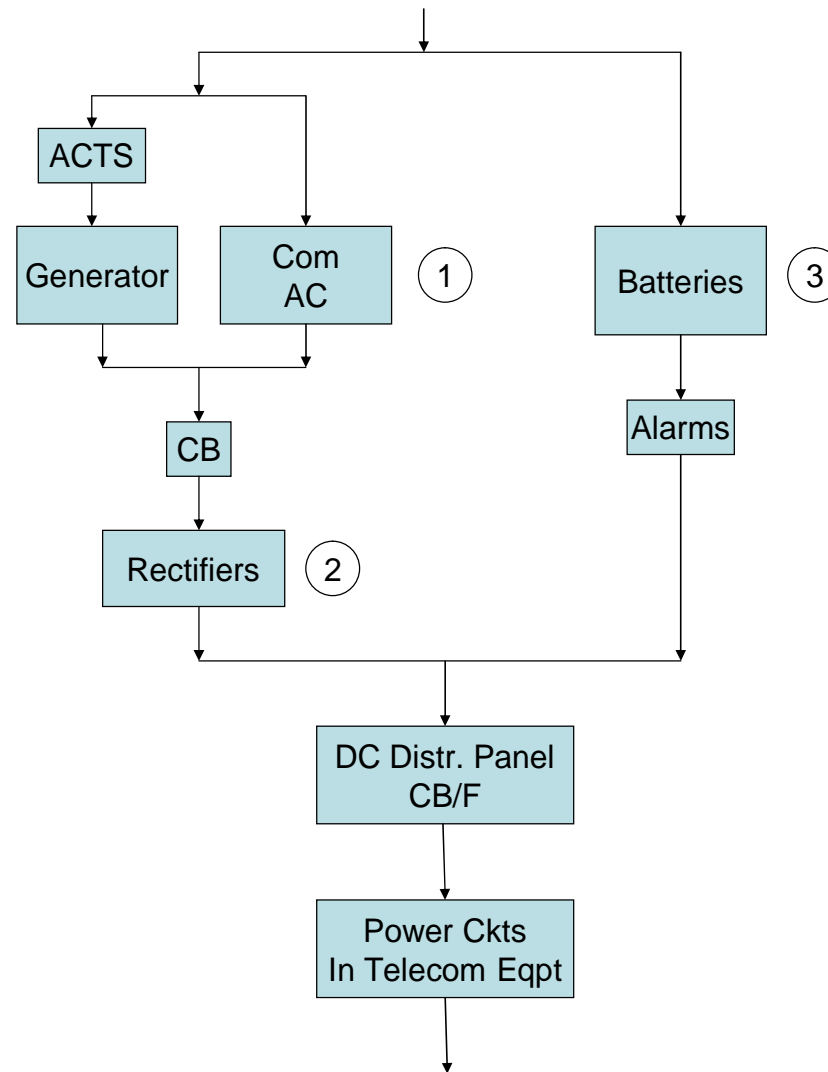 ACTS
Generator
Com
AC
1
Batteries
3
Alarms
CB
Rectifiers
2
DC Distr. Panel
CB/F
Power Ckts
In Telecom Eqpt